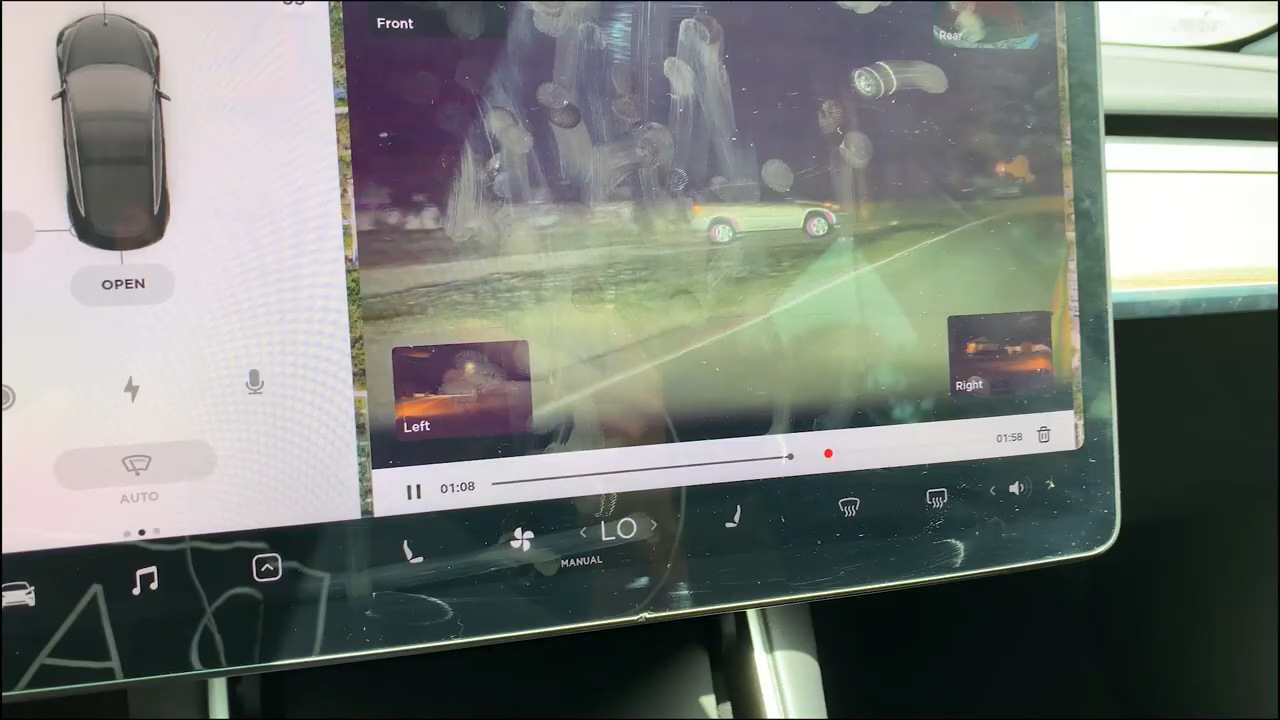 Front
Rear
OPEN
Left
Right
01:08
01:58
AUTO
LO
MANUAL